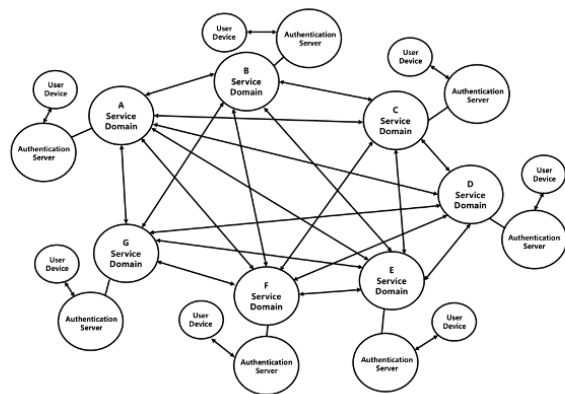 User
Device
Authentication
Server
B
Service
Domain
User
Device
Authentication
Server
C
Service
Domain
User
Device
Authentication
Server
A
Service
Domain
User
Device
Authentication
Server
D
Service
Domain
User
Device
Authentication
Server
G
Service
Domain
User
Device
Authentication
Server
F
Service
Domain
User
Device
Authentication
Server
E
Service
Domain